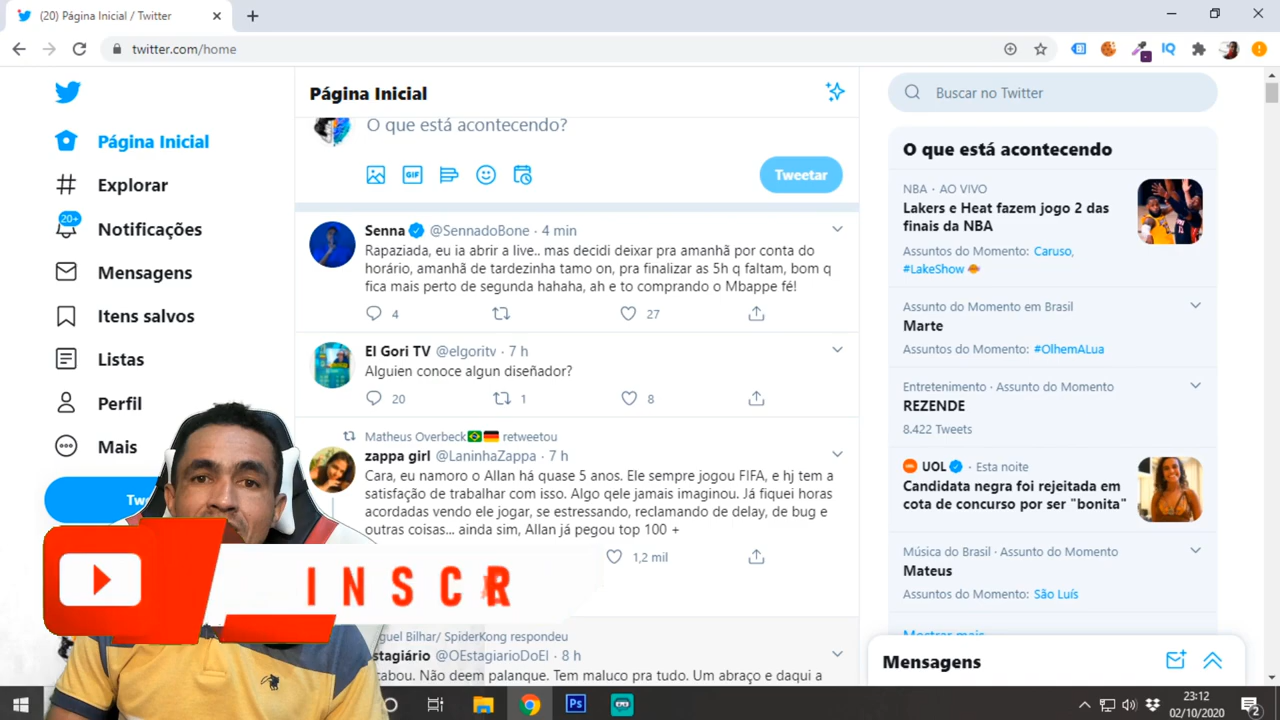 (20) Página Inicial / Twitter
twitter.com/home
IQ
Página Inicial
Explorar
20+
Notificações
Mensagens
Itens salvos
Listas
Perfil
Mais
Tw
INSCR
Página Inicial
O que está acontecendo?
GIF
Tweetar
Senna @SennadoBone · 4 min
Rapaziada, eu ia abrir a live.. mas decidi deixar pra amanhã por conta do
horário, amanhã de tardezinha tamo on, pra finalizar as 5h q faltam, bom q
fica mais perto de segunda hahaha, ah e to comprando o Mbappe fé!
4 27
El Gori TV @elgoritv · 7 h
Alguien conoce algun diseñador?
20 1 8
Matheus Overbeck🇧🇷🇩🇪 retweetou
zappa girl @LaninhaZappa · 7 h
Cara, eu namoro o Allan há quase 5 anos. Ele sempre jogou FIFA, e hj tem a
satisfação de trabalhar com isso. Algo qele jamais imaginou. Já fiquei horas
acordadas vendo ele jogar, se estressando, reclamando de delay, de bug e
outras coisas... ainda sim, Allan já pegou top 100 +
1,2 mil
guel Bilhar/ SpiderKong respondeu
stagiário @OEstagiarioDoEI · 8 h
cabou. Não deem palanque. Tem maluco pra tudo. Um abraço e daqui a
Buscar no Twitter
O que está acontecendo
NBA · AO VIVO
Lakers e Heat fazem jogo 2 das
finais da NBA
Assuntos do Momento: Caruso,
#LakeShow
Assunto do Momento em Brasil
Marte
Assuntos do Momento: #OlhemALua
Entretenimento · Assunto do Momento
REZENDE
8.422 Tweets
UOL · Esta noite
Candidata negra foi rejeitada em
cota de concurso por ser "bonita"
Música do Brasil · Assunto do Momento
Mateus
Assuntos do Momento: São Luís
Mostrar mais
Mensagens
Ps
23:12
02/10/2020
2